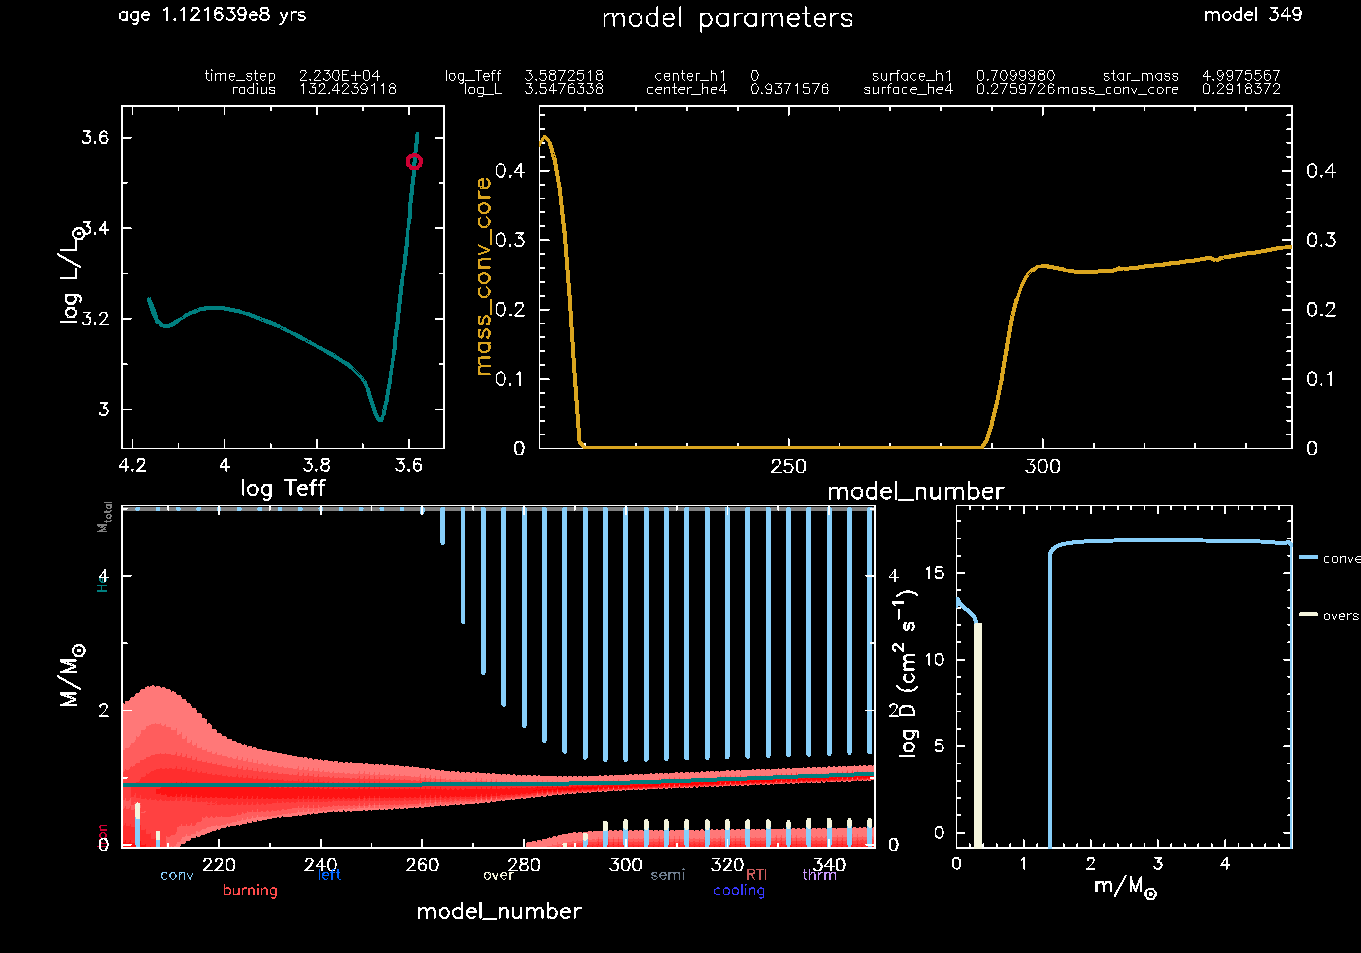 age 1.121639e8 yrs
model parameters
model 349
time_step 2.230E+04 log_Teff 3.5872518 center_h1 0 surface_h1 0.7099980 star_mass 4.9975567
radius 132.4239118 log_L 3.5476338 center_he4 0.9371576 surface_he4 0.2759726 mass_conv_core 0.2918372
log L/L⊙
3.6
3.4
3.2
3
4.2 4 3.8 3.6
log Teff
mass_conv_core
0.4 0.4
0.3 0.3
0.2 0.2
0.1 0.1
0 0
250 300
model_number
M/M⊙
Mtotal
He
4 4
2 2
0 0
220 240 260 280 300 320 340
conv left over semi RTI thrm
burning cooling
model_number
log D (cm² s⁻¹)
15
10
5
0
0 1 2 3 4
m/M⊙
conve
overs